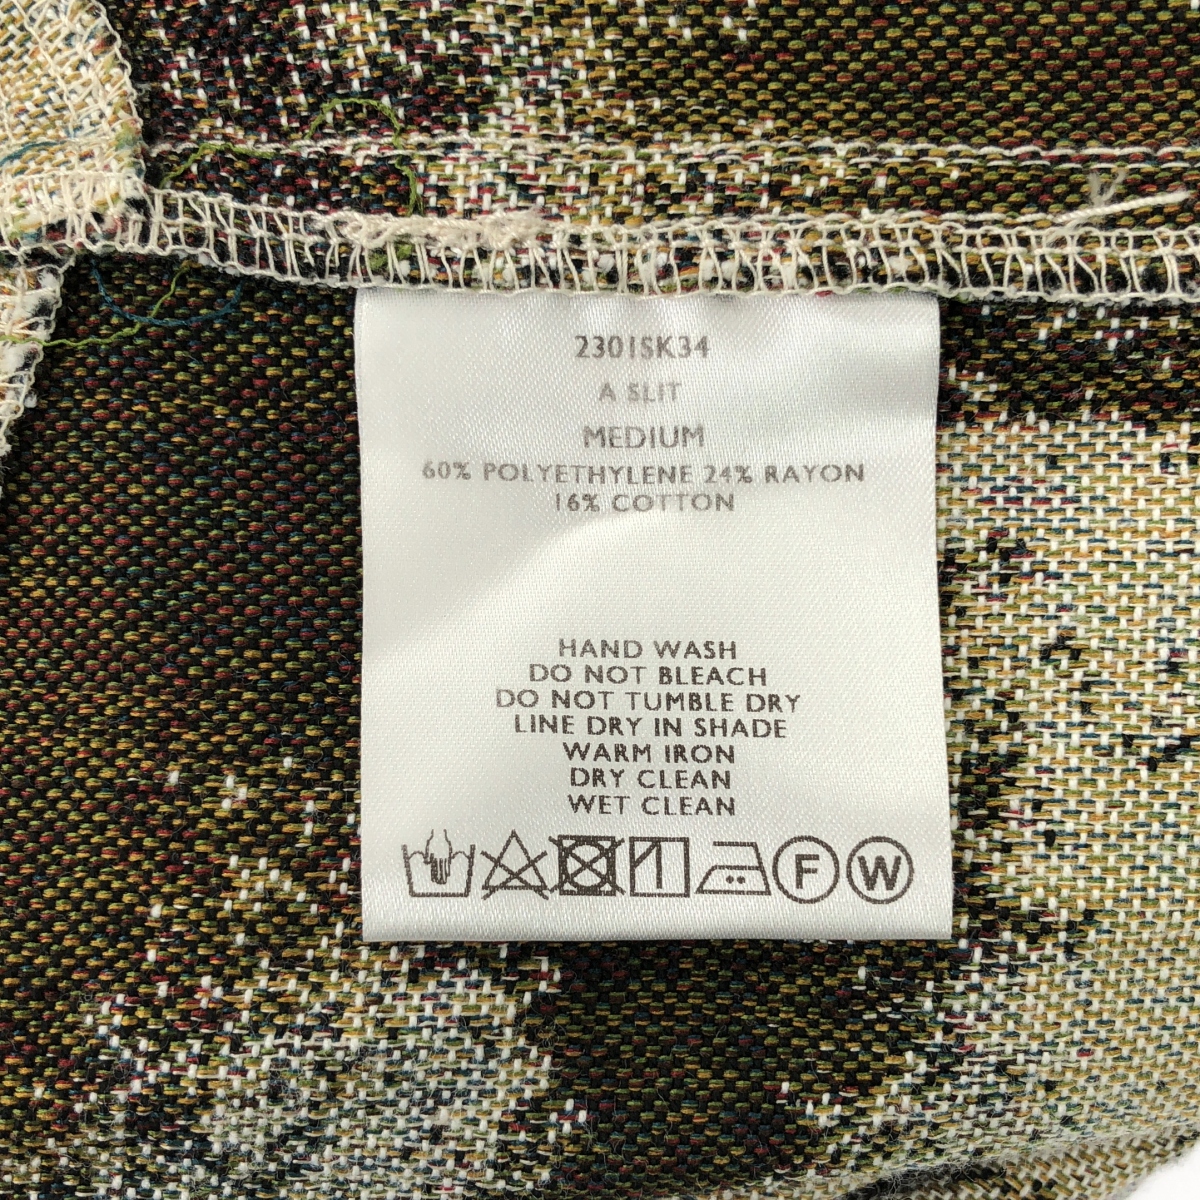 2301SK34
A SLIT
MEDIUM
60% POLYETHYLENE 24% RAYON
16% COTTON
HAND WASH
DO NOT BLEACH
DO NOT TUMBLE DRY
LINE DRY IN SHADE
WARM IRON
DRY CLEAN
WET CLEAN
F W